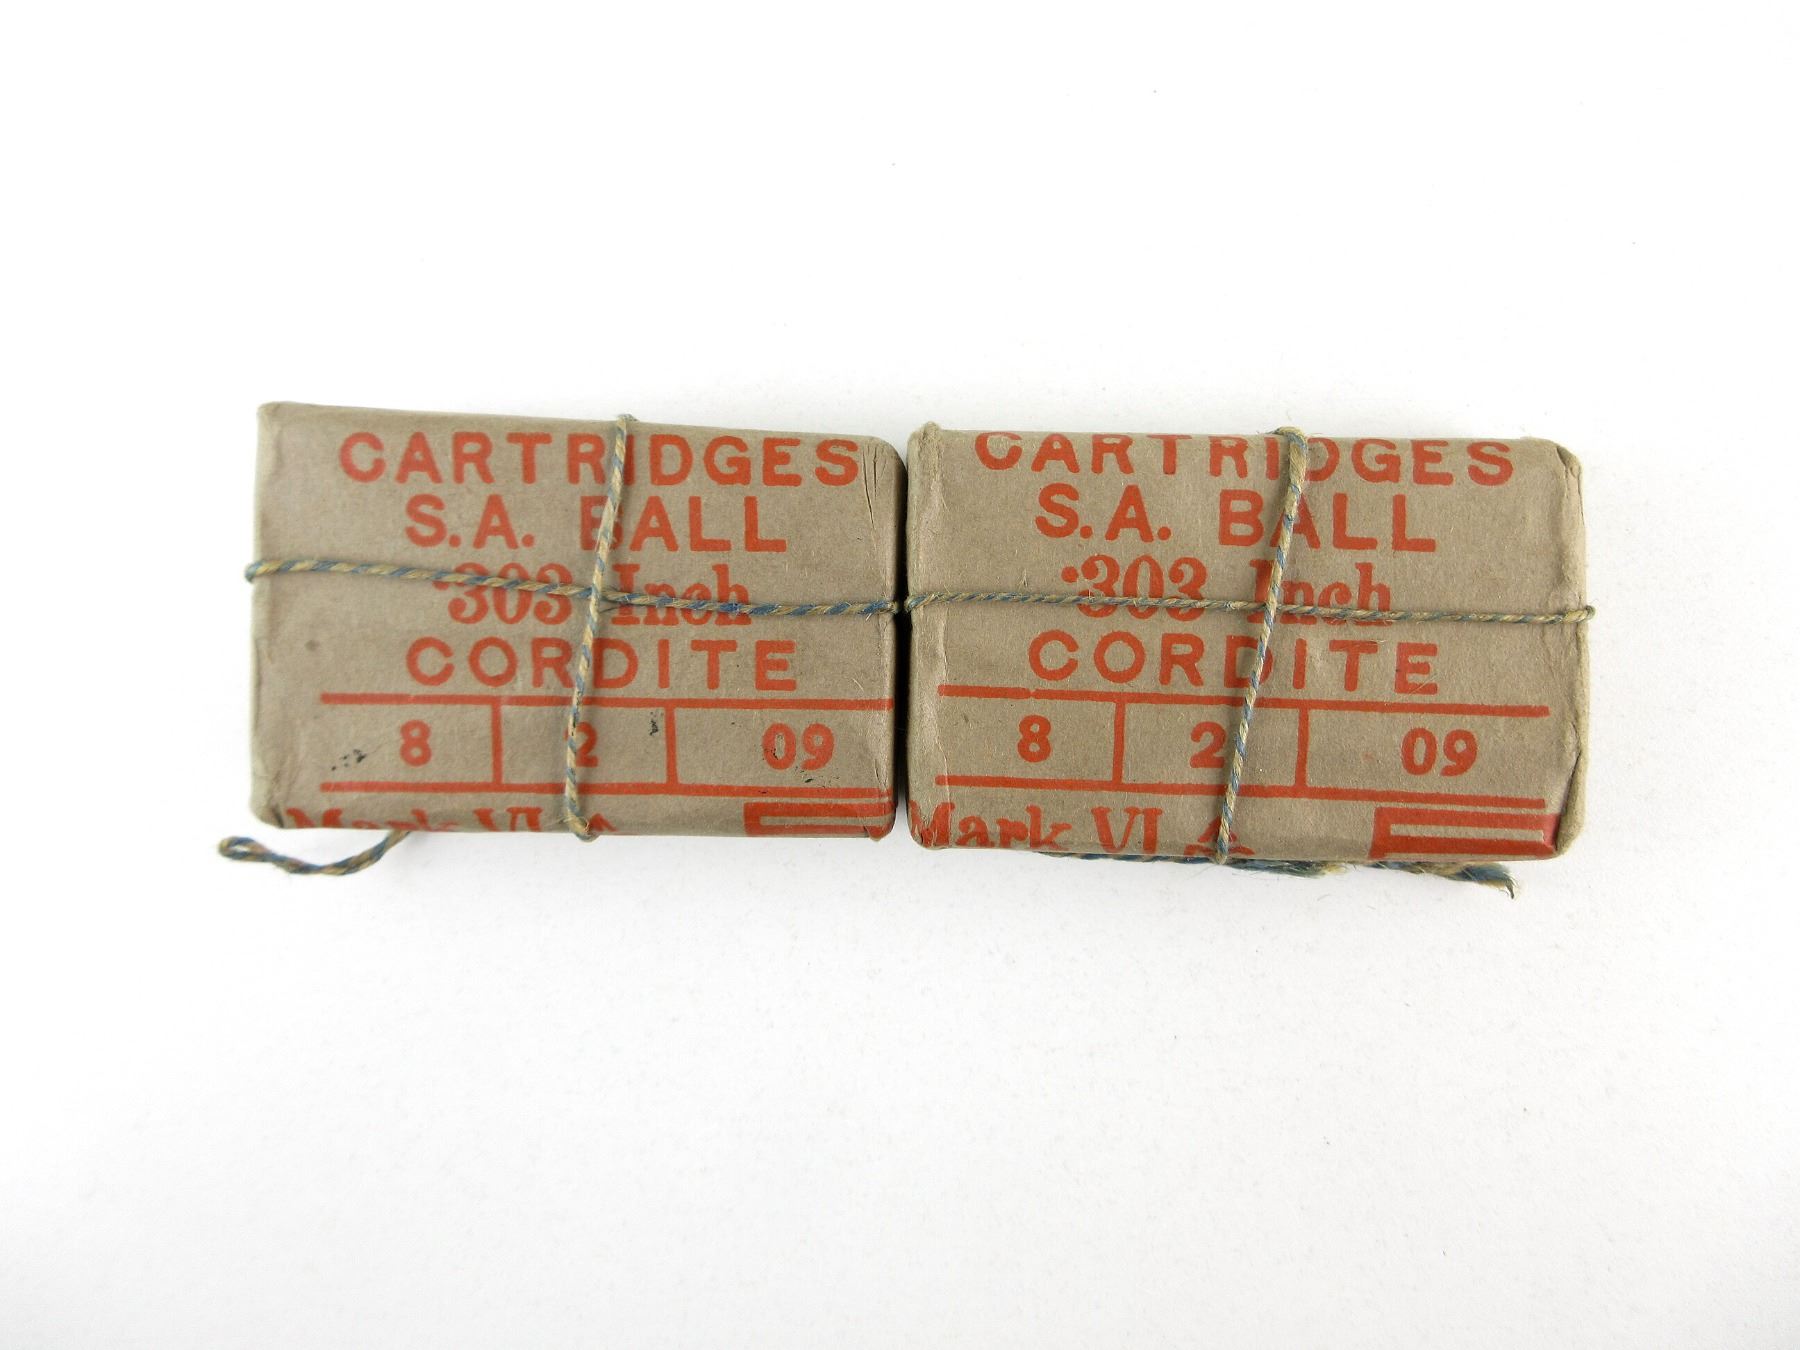 CARTRIDGES
S.A. BALL
·303 Inch
CORDITE
8 2 09
Mark VI
CARTRIDGES
S.A. BALL
·303 Inch
CORDITE
8 2 09
Mark VI